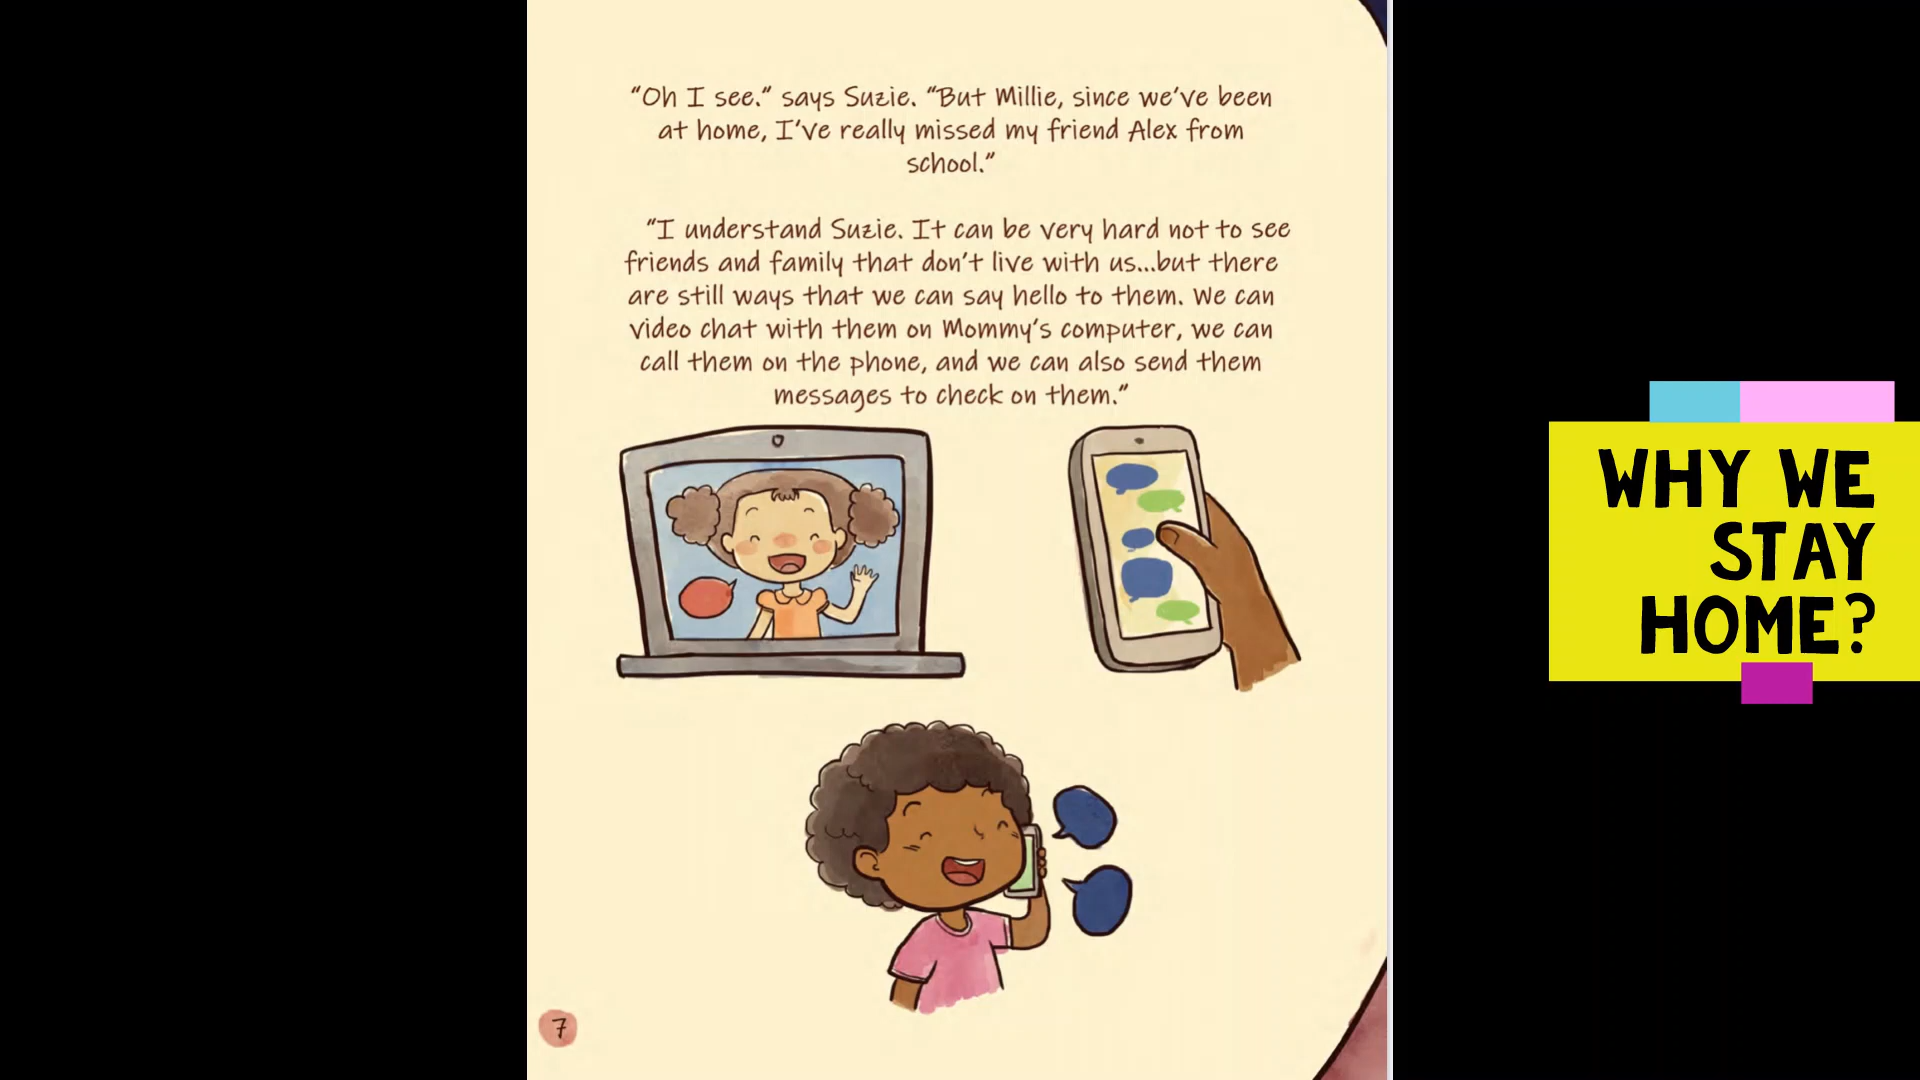 “Oh I see.” says Suzie. “But Millie, since we’ve been
at home, I’ve really missed my friend Alex from
school.”
“I understand Suzie. It can be very hard not to see
friends and family that don’t live with us...but there
are still ways that we can say hello to them. We can
video chat with them on Mommy’s computer, we can
call them on the phone, and we can also send them
messages to check on them.”
7
WHY WE
STAY
HOME?